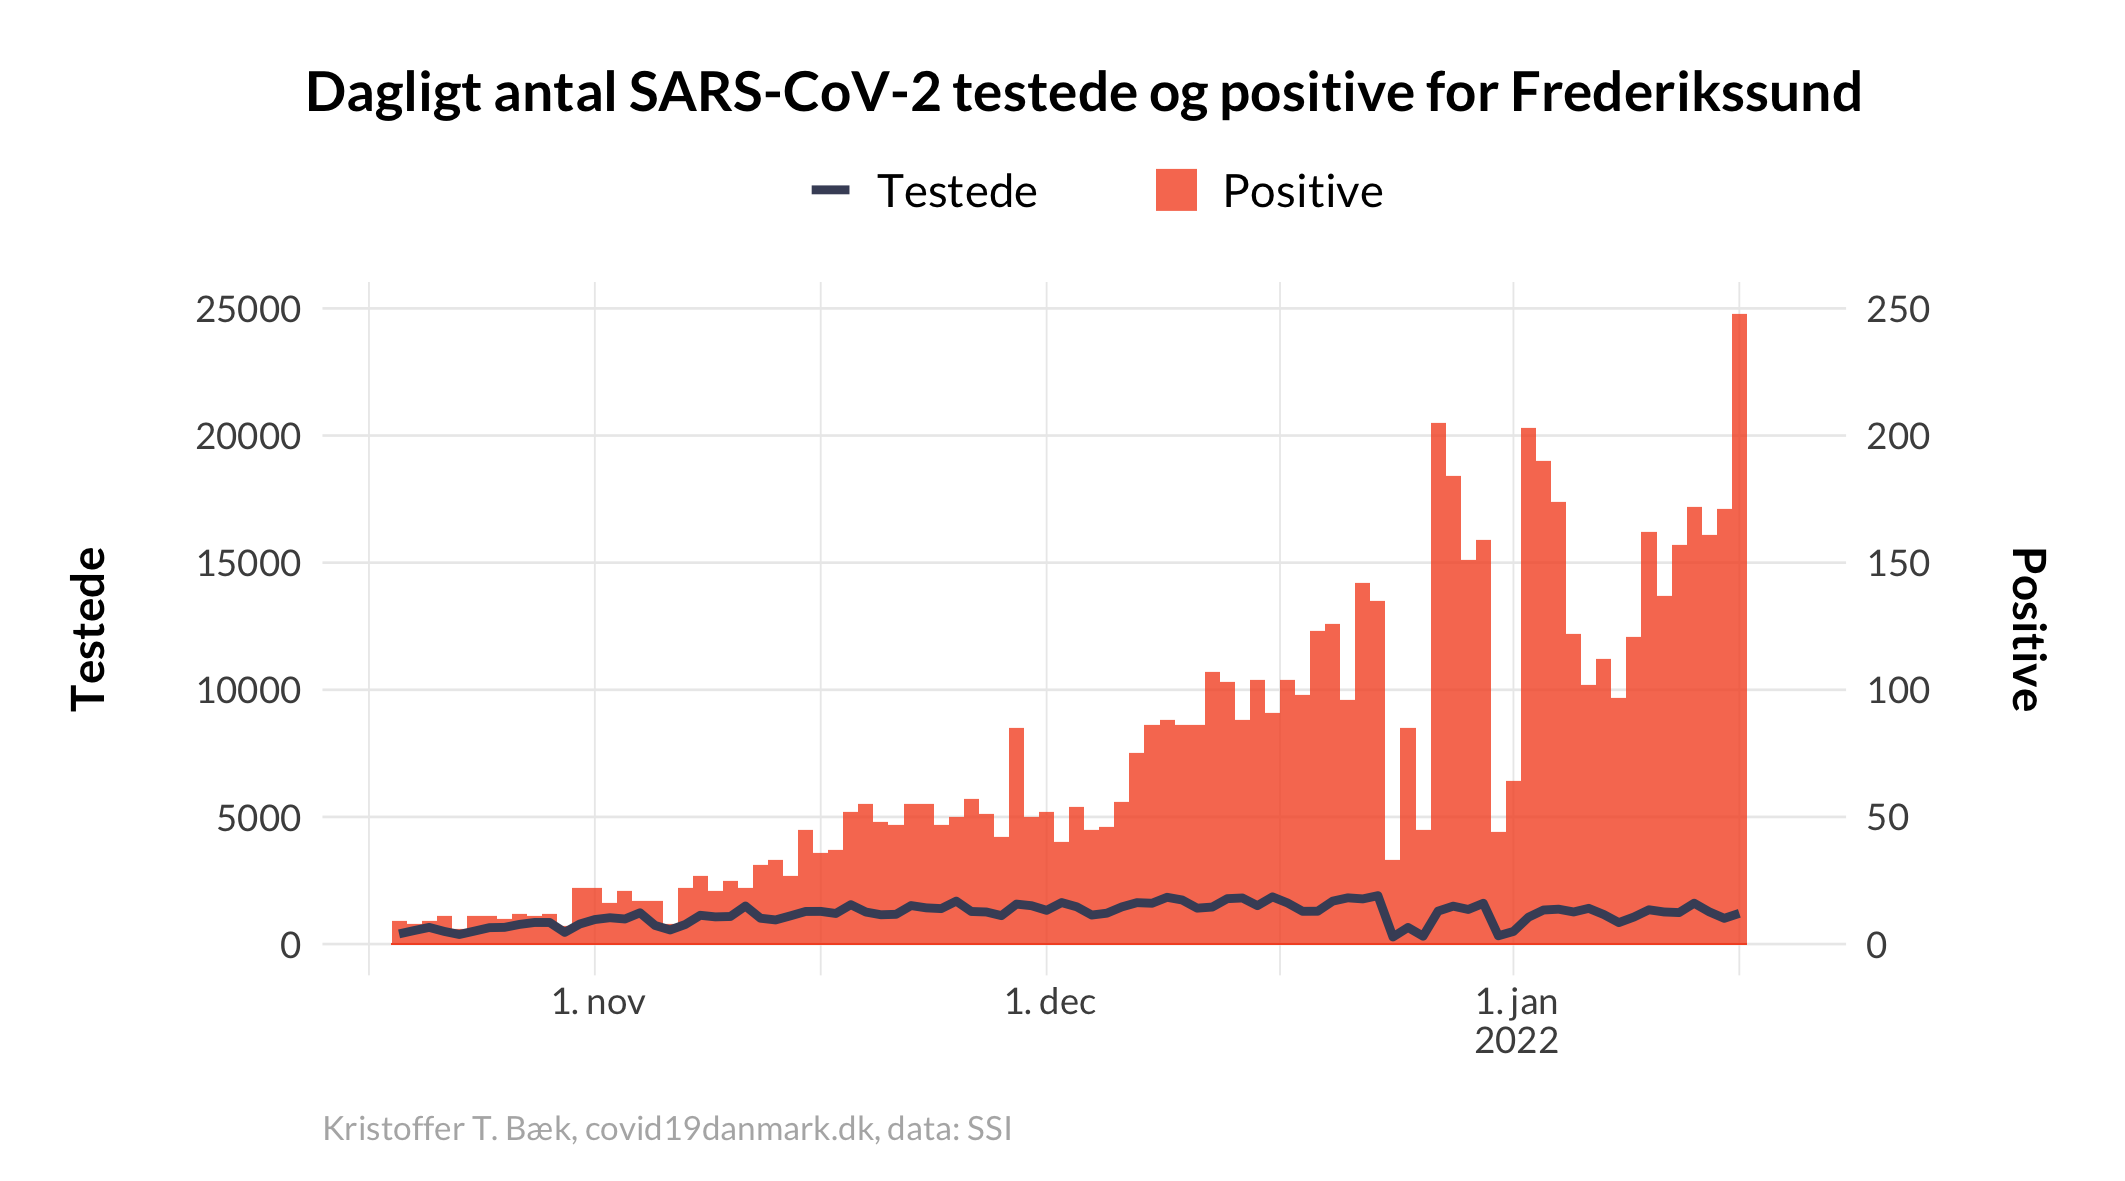 Dagligt antal SARS-CoV-2 testede og positive for Frederikssund
Testede
Positive
25000
20000
15000
10000
5000
0
250
200
150
100
50
0
Testede
Positive
1. nov
1. dec
1. jan
2022
Kristoffer T. Bæk, covid19danmark.dk, data: SSI